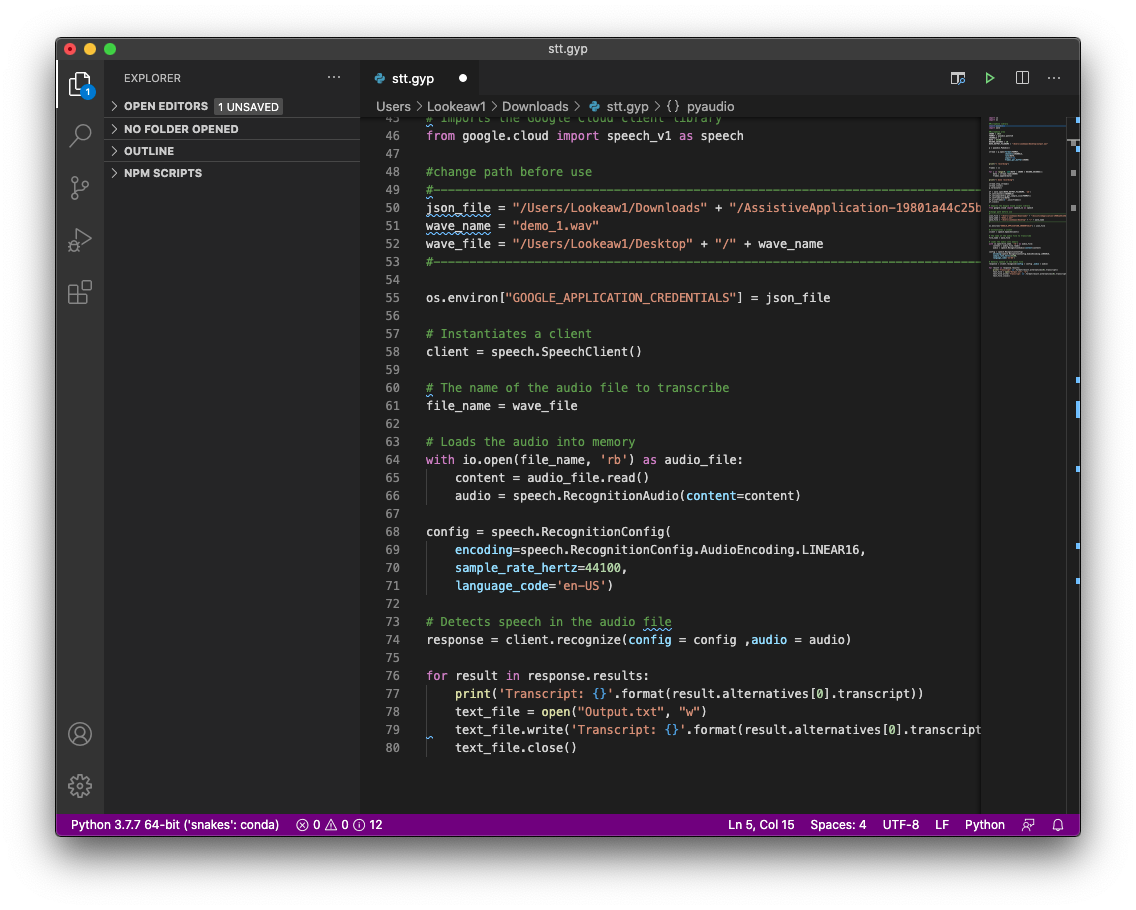 stt.gyp
EXPLORER
OPEN EDITORS 1 UNSAVED
NO FOLDER OPENED
OUTLINE
NPM SCRIPTS
1
stt.gyp
Users > Lookeaw1 > Downloads > stt.gyp > {} pyaudio
45 # Imports the Google Cloud client library
46 from google.cloud import speech_v1 as speech
47
48 #change path before use
49 #----------------------------------------------------------------------------
50 json_file = "/Users/Lookeaw1/Downloads" + "/AssistiveApplication-19801a44c25b
51 wave_name = "demo_1.wav"
52 wave_file = "/Users/Lookeaw1/Desktop" + "/" + wave_name
53 #----------------------------------------------------------------------------
54
55 os.environ["GOOGLE_APPLICATION_CREDENTIALS"] = json_file
56
57 # Instantiates a client
58 client = speech.SpeechClient()
59
60 # The name of the audio file to transcribe
61 file_name = wave_file
62
63 # Loads the audio into memory
64 with io.open(file_name, 'rb') as audio_file:
65     content = audio_file.read()
66     audio = speech.RecognitionAudio(content=content)
67
68 config = speech.RecognitionConfig(
69     encoding=speech.RecognitionConfig.AudioEncoding.LINEAR16,
70     sample_rate_hertz=44100,
71     language_code='en-US')
72
73 # Detects speech in the audio file
74 response = client.recognize(config = config ,audio = audio)
75
76 for result in response.results:
77     print('Transcript: {}'.format(result.alternatives[0].transcript))
78     text_file = open("Output.txt", "w")
79     text_file.write('Transcript: {}'.format(result.alternatives[0].transcript
80     text_file.close()
Python 3.7.7 64-bit ('snakes': conda) 0 0 12 Ln 5, Col 15 Spaces: 4 UTF-8 LF Python